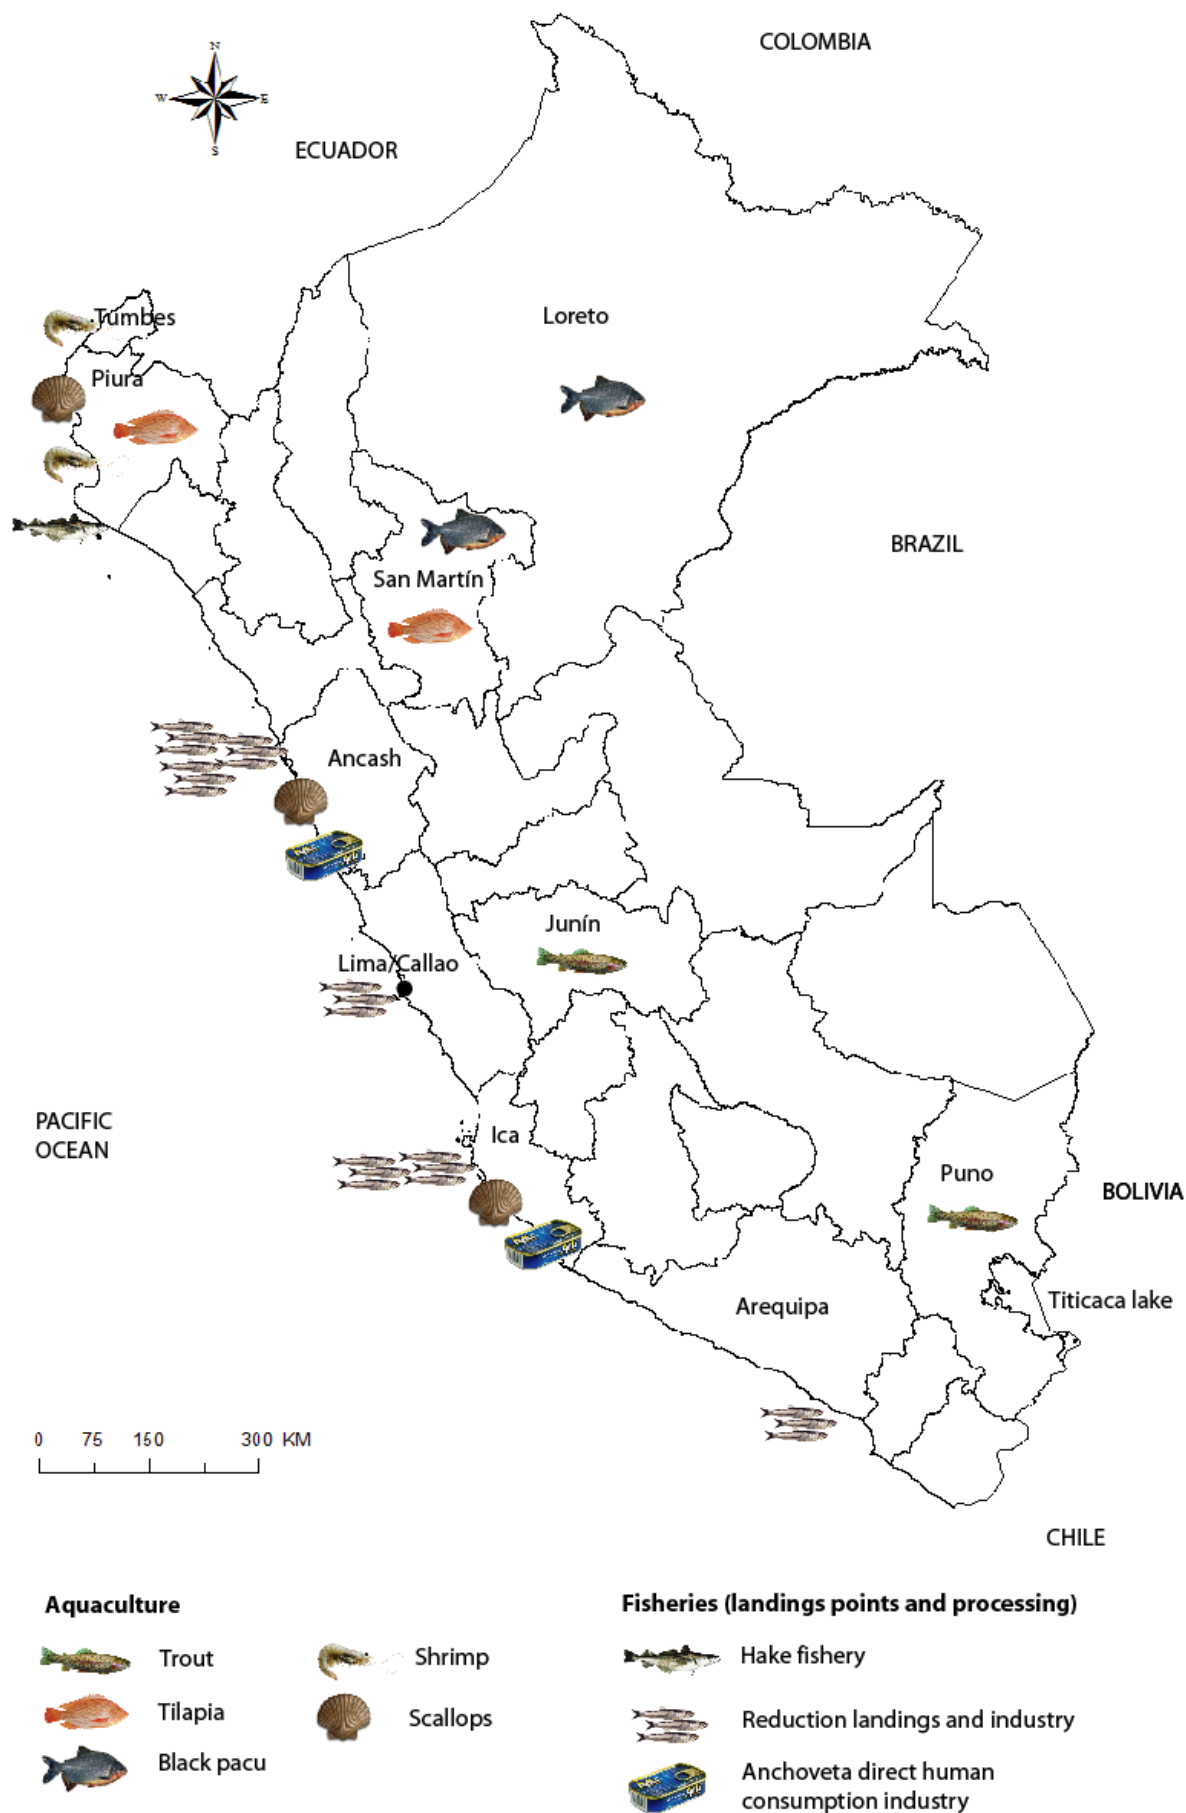 COLOMBIA
N
W
E
S
ECUADOR
Tumbes
Loreto
Piura
BRAZIL
San Martín
Ancash
Junín
Lima/Callao
PACIFIC
OCEAN
Ica
Puno
BOLIVIA
Titicaca lake
Arequipa
0 75 150 300 KM
CHILE
Aquaculture
Trout
Shrimp
Tilapia
Scallops
Black pacu
Fisheries (landings points and processing)
Hake fishery
Reduction landings and industry
Anchoveta direct human
consumption industry